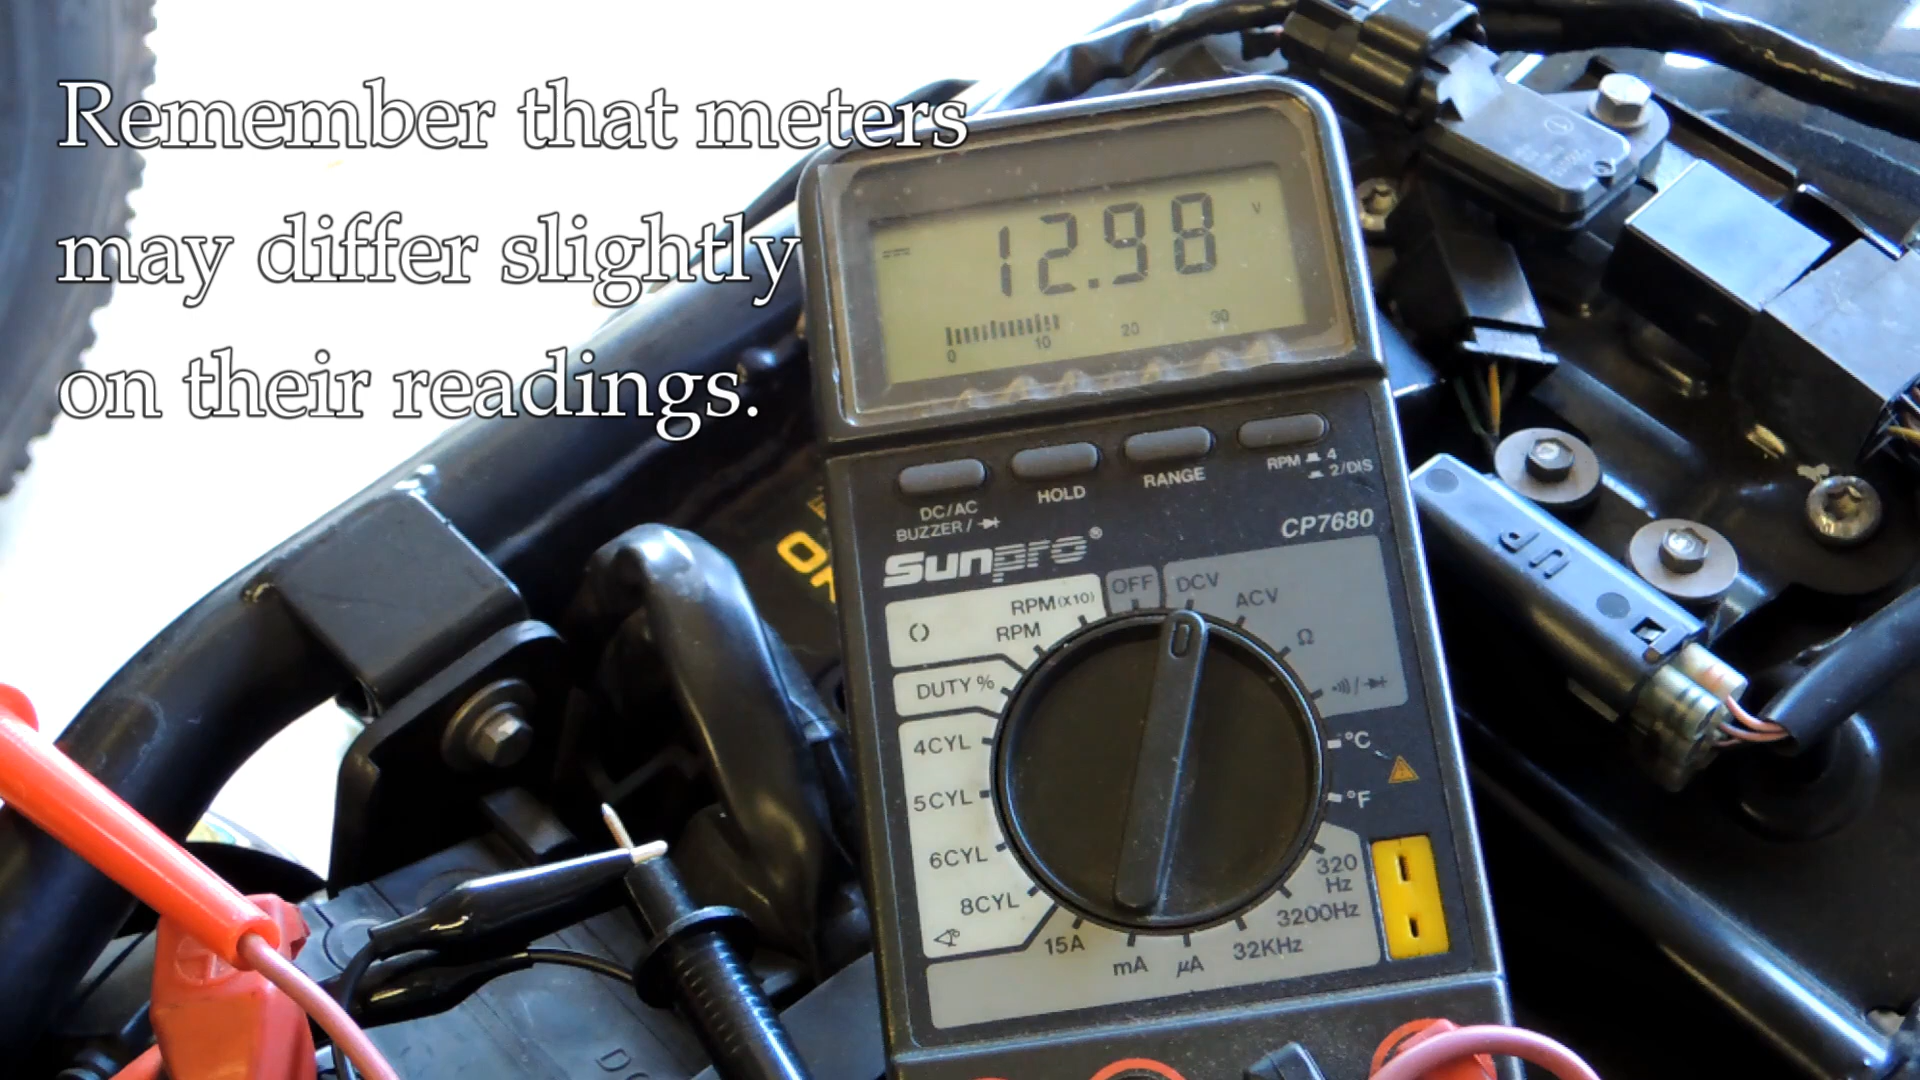 Remember that meters
may differ slightly
on their readings.
12.98 V
0 10 20 30
DC/AC
BUZZER /
HOLD
RANGE
RPM 4
2/DIS
Sunpro®
CP7680
OFF
DCV
ACV
Ω
RPM(X10)
RPM
DUTY %
4CYL
5CYL
6CYL
8CYL
15A
mA
µA
32KHz
3200Hz
320
Hz
°F
°C
UP